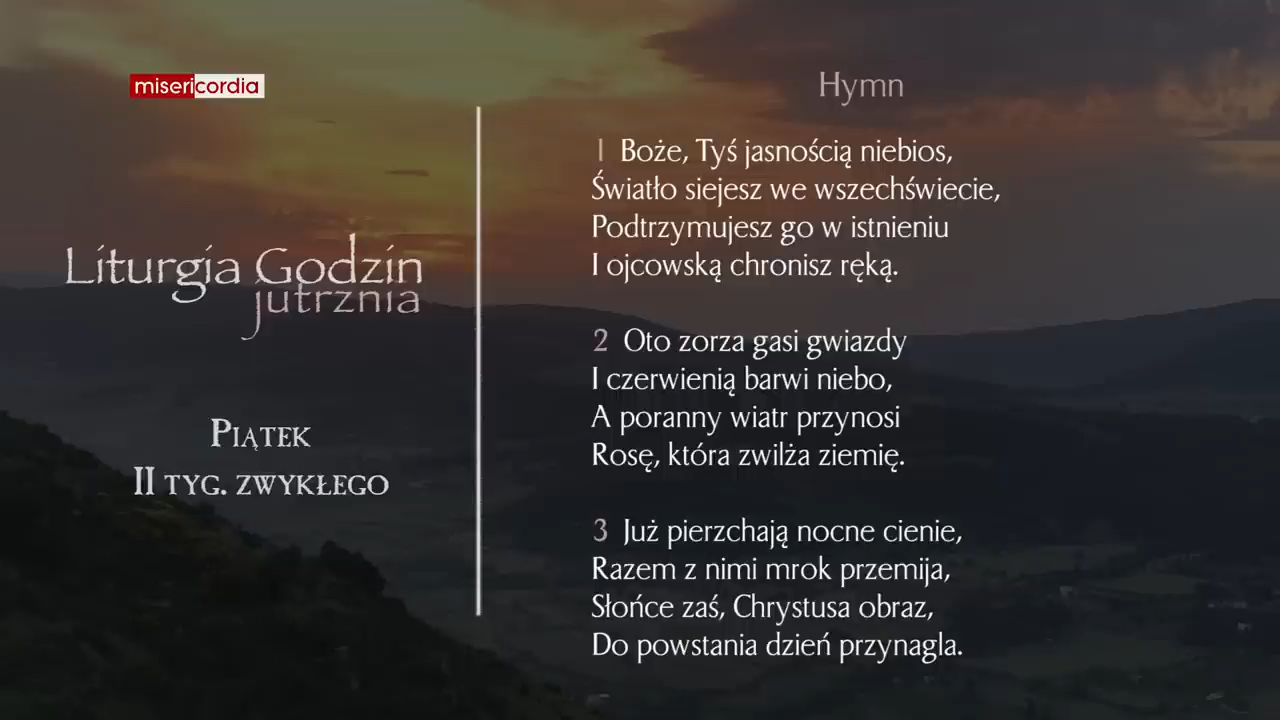 misericordia
Liturgia Godzin
jutrznia
Piątek
II tyg. zwykłego
Hymn
1 Boże, Tyś jasnością niebios,
Światło siejesz we wszechświecie,
Podtrzymujesz go w istnieniu
I ojcowską chronisz ręką.
2 Oto zorza gasi gwiazdy
I czerwienią barwi niebo,
A poranny wiatr przynosi
Rosę, która zwilża ziemię.
3 Już pierzchają nocne cienie,
Razem z nimi mrok przemija,
Słońce zaś, Chrystusa obraz,
Do powstania dzień przynagla.